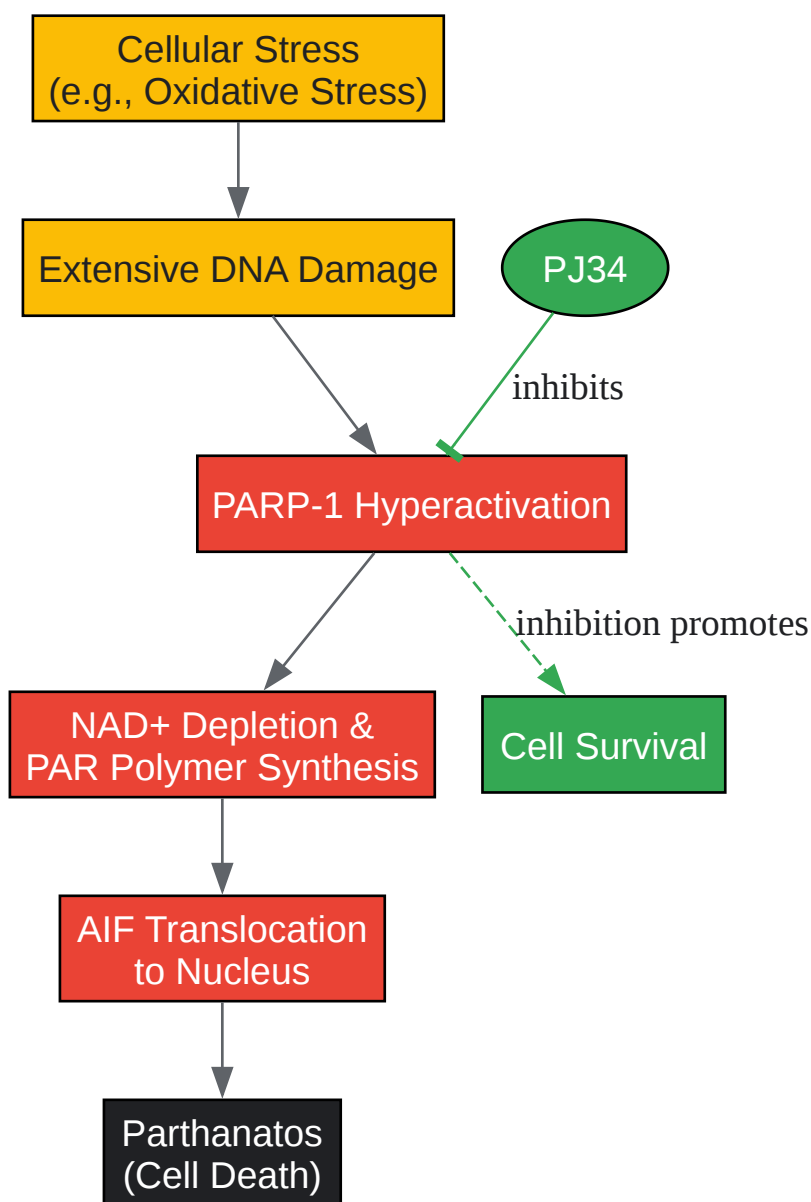 Cellular Stress
(e.g., Oxidative Stress)
Extensive DNA Damage
PJ34
inhibits
PARP-1 Hyperactivation
inhibition promotes
NAD+ Depletion &
PAR Polymer Synthesis
Cell Survival
AIF Translocation
to Nucleus
Parthanatos
(Cell Death)